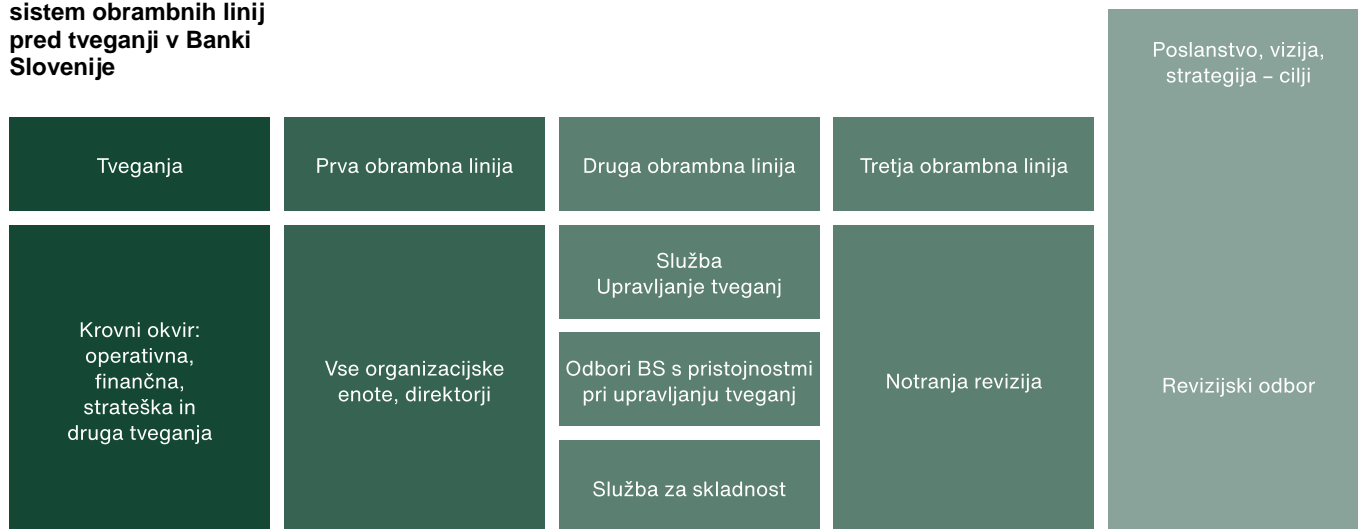 sistem obrambnih linij
pred tveganji v Banki
Slovenije
Poslanstvo, vizija,
strategija – cilji
Tveganja
Prva obrambna linija
Druga obrambna linija
Tretja obrambna linija
Krovni okvir:
operativna,
finančna,
strateška in
druga tveganja
Vse organizacijske
enote, direktorji
Služba
Upravljanje tveganj
Odbori BS s pristojnostmi
pri upravljanju tveganj
Služba za skladnost
Notranja revizija
Revizijski odbor